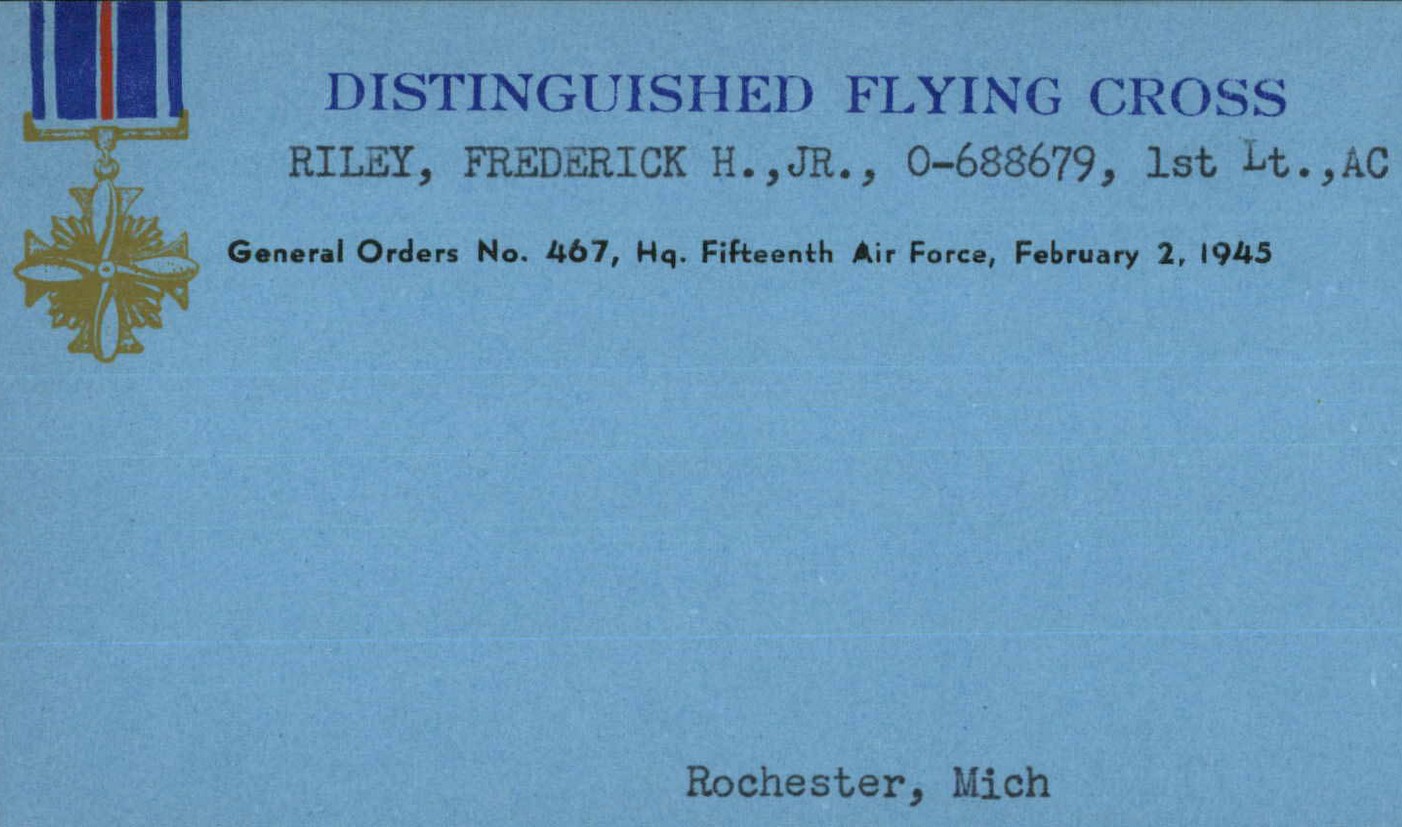 DISTINGUISHED FLYING CROSS
RILEY, FREDERICK H.,JR., O-688679, 1st Lt.,AC
General Orders No. 467, Hq. Fifteenth Air Force, February 2, 1945
Rochester, Mich